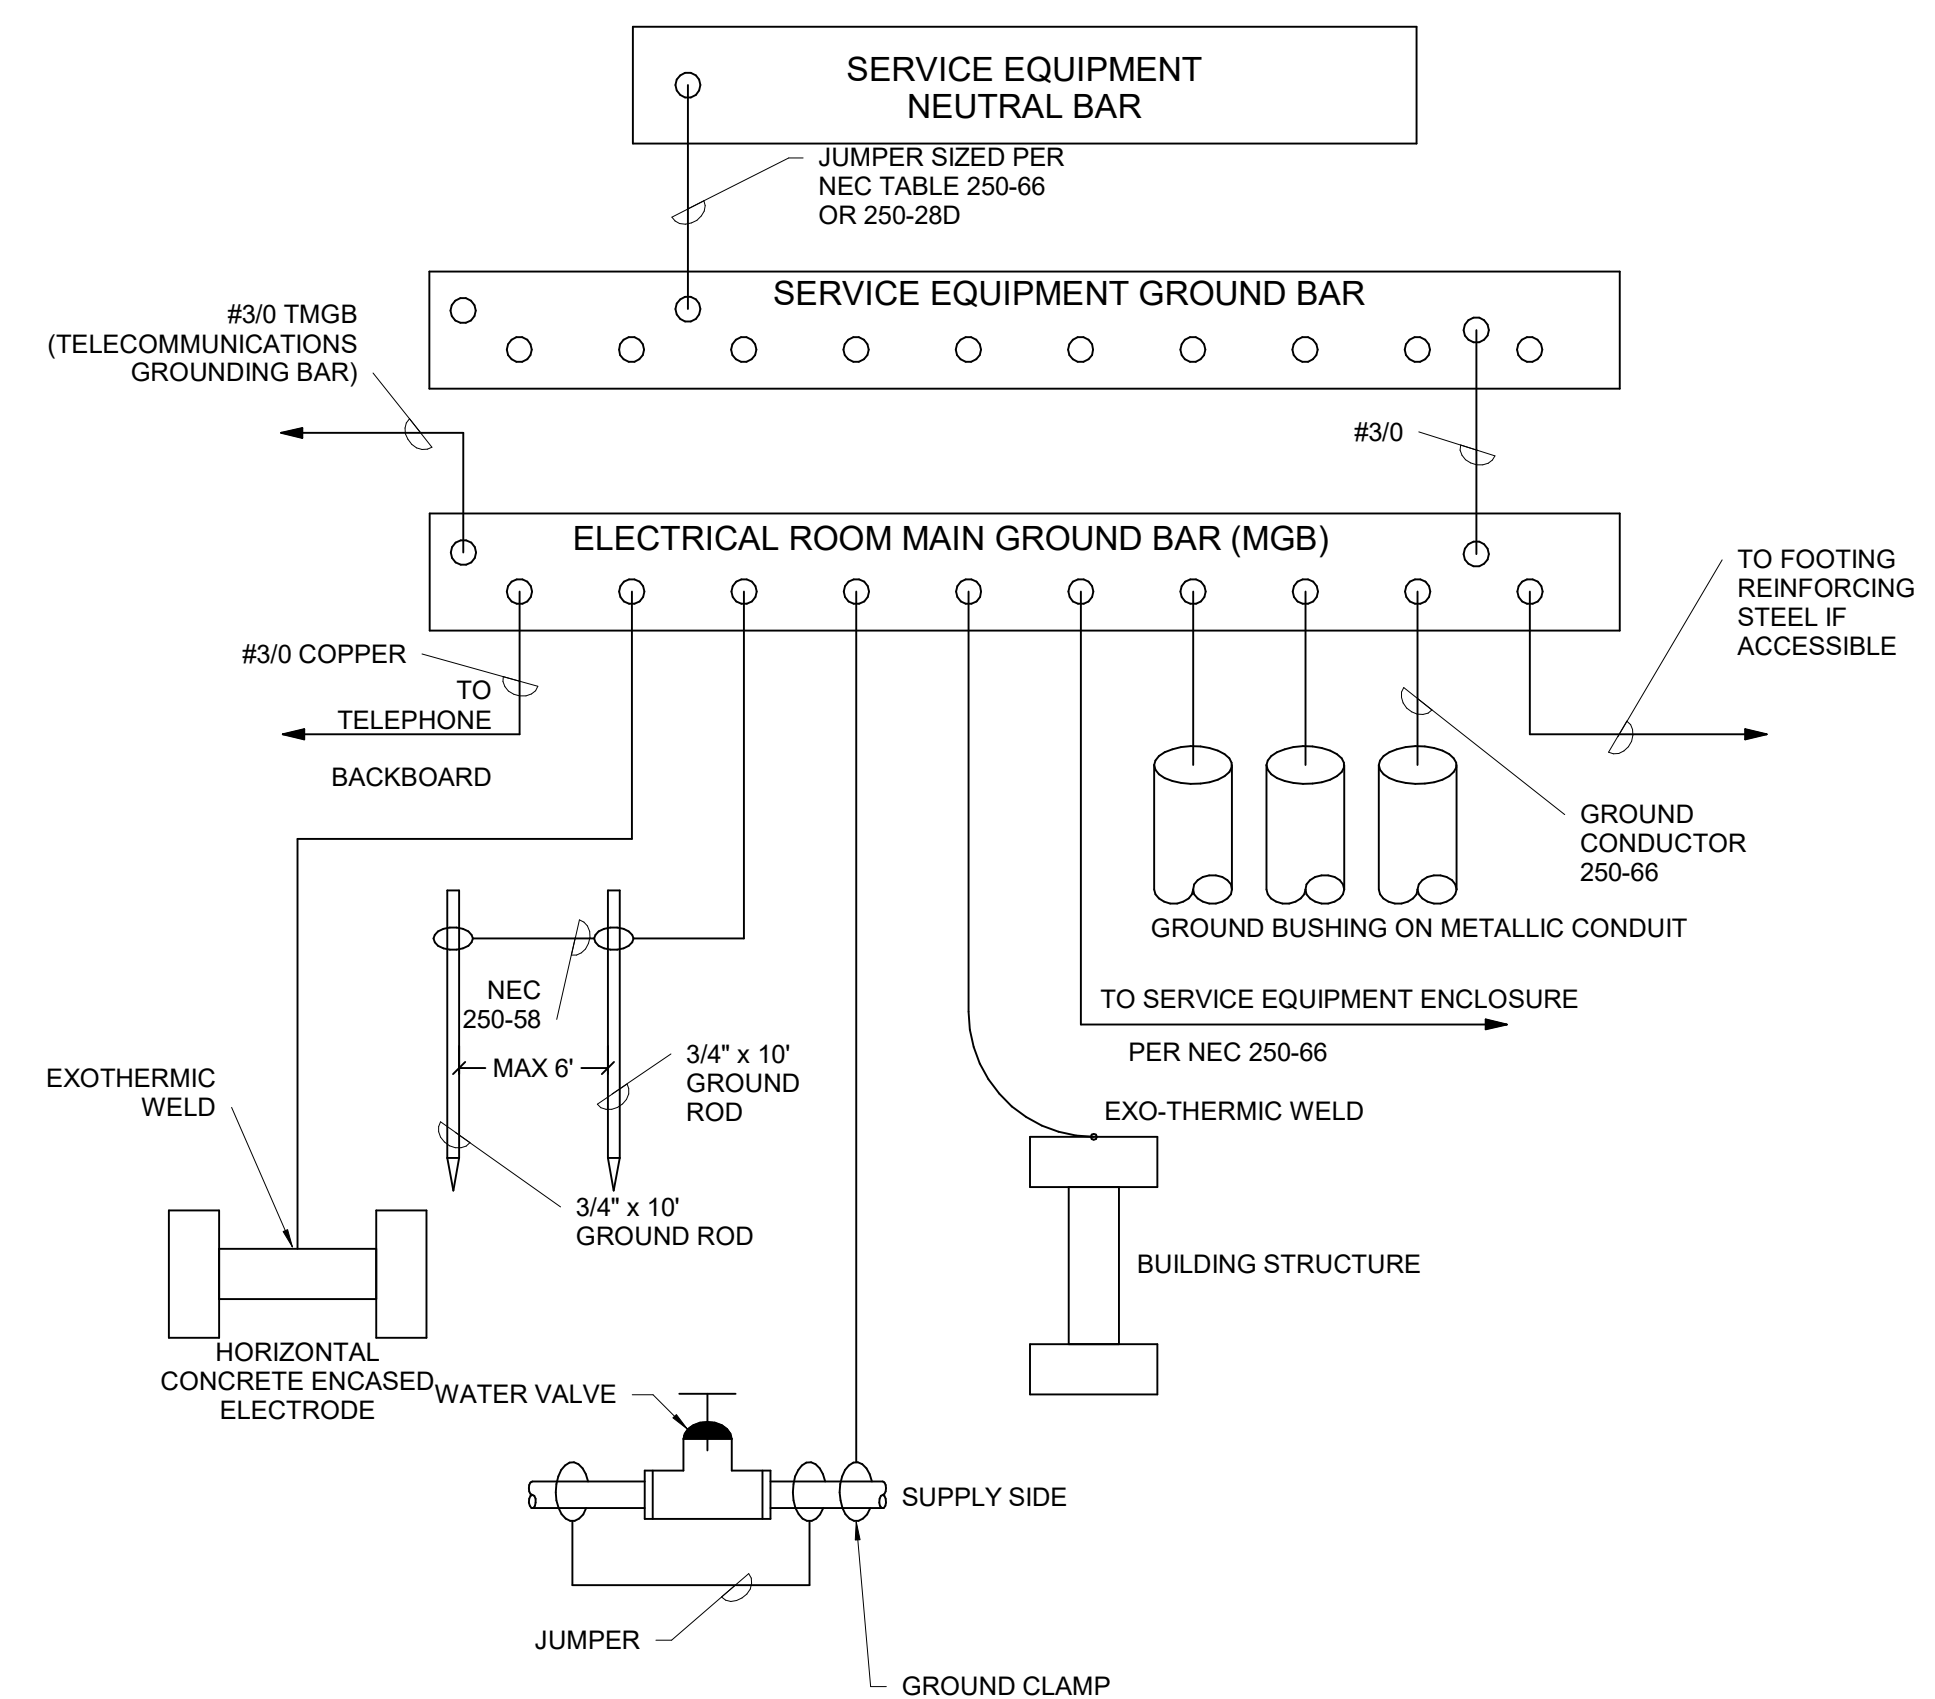 SERVICE EQUIPMENT
NEUTRAL BAR
JUMPER SIZED PER
NEC TABLE 250-66
OR 250-28D
SERVICE EQUIPMENT GROUND BAR
#3/0 TMGB
(TELECOMMUNICATIONS
GROUNDING BAR)
#3/0
ELECTRICAL ROOM MAIN GROUND BAR (MGB)
TO FOOTING
REINFORCING
STEEL IF
ACCESSIBLE
#3/0 COPPER
TO
TELEPHONE
BACKBOARD
GROUND
CONDUCTOR
250-66
GROUND BUSHING ON METALLIC CONDUIT
NEC
250-58
TO SERVICE EQUIPMENT ENCLOSURE
PER NEC 250-66
MAX 6'
3/4" x 10'
GROUND
ROD
EXOTHERMIC
WELD
EXO-THERMIC WELD
3/4" x 10'
GROUND ROD
BUILDING STRUCTURE
HORIZONTAL
CONCRETE ENCASED
ELECTRODE
WATER VALVE
SUPPLY SIDE
JUMPER
GROUND CLAMP